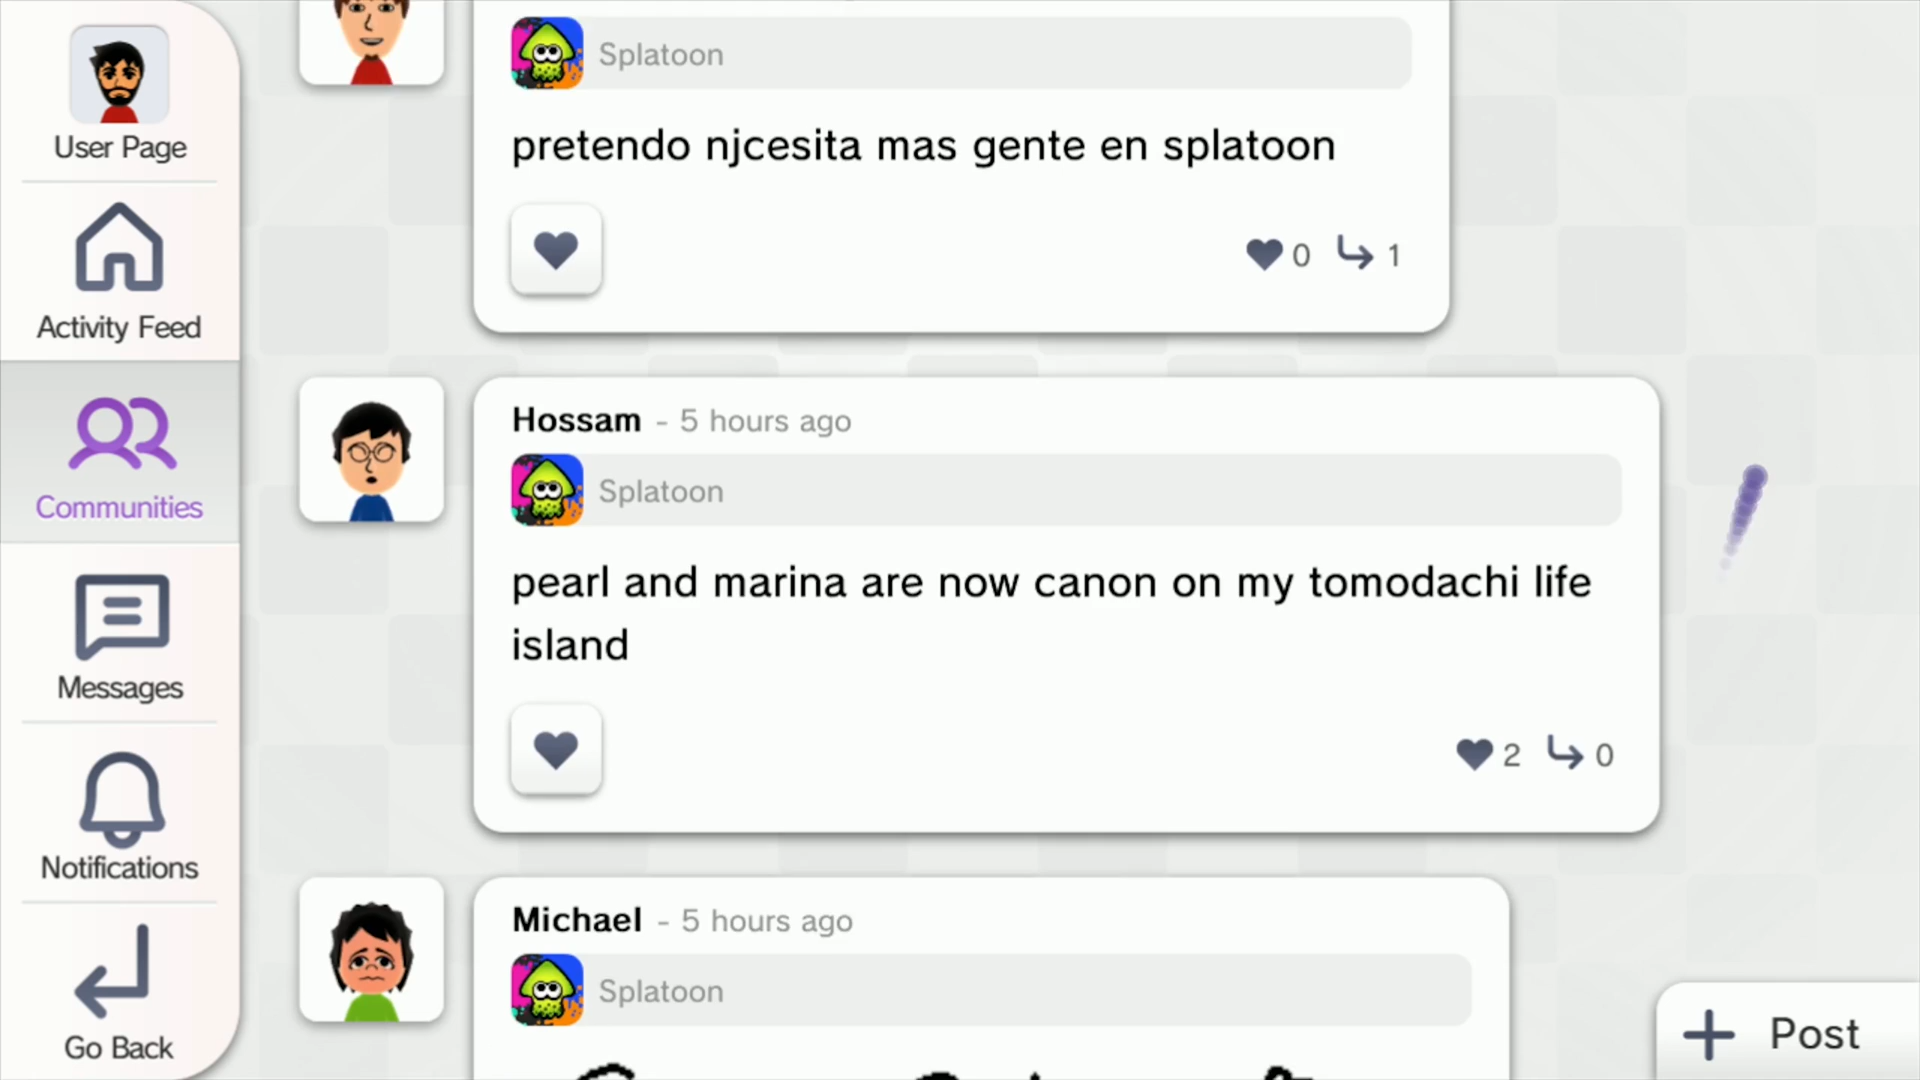 User Page
Activity Feed
Communities
Messages
Notifications
Go Back
Splatoon
pretendo njcesita mas gente en splatoon
0 1
Hossam - 5 hours ago
Splatoon
pearl and marina are now canon on my tomodachi life
island
2 0
Michael - 5 hours ago
Splatoon
+ Post